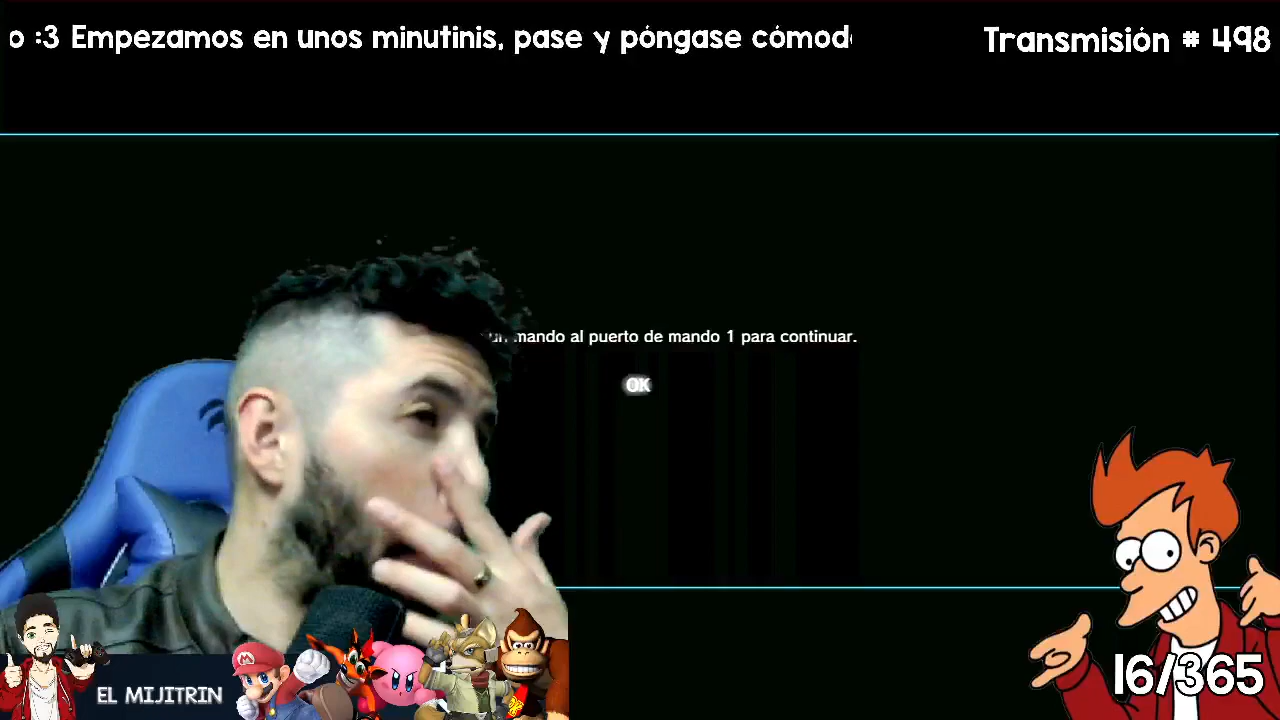 o :3 Empezamos en unos minutinis, pase y póngase cómod
Transmisión # 498
un mando al puerto de mando 1 para continuar.
OK
EL MIJITRIN
16/365